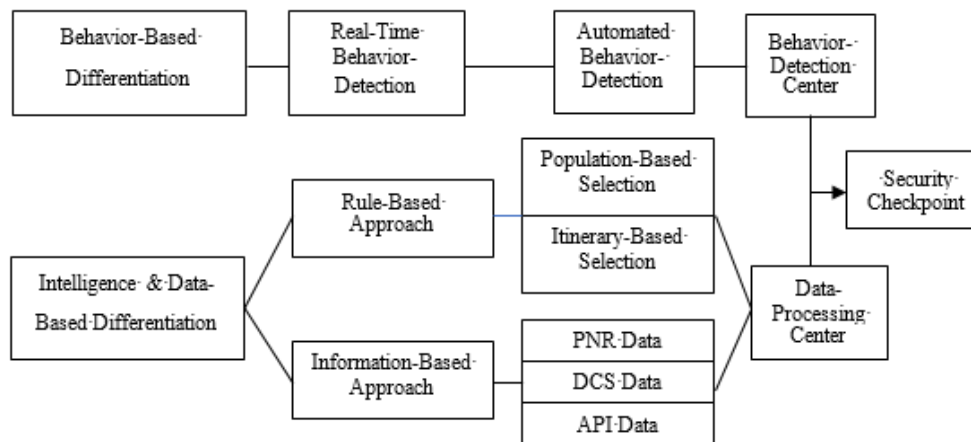 Behavior-Based
Differentiation
Real-Time
Behavior-
Detection
Automated
Behavior-
Detection
Behavior-
Detection
Center
Population-Based
Selection
Security
Checkpoint
Rule-Based
Approach
Itinerary-Based
Selection
Intelligence & Data-
Based Differentiation
Data-
Processing
Center
Information-Based
Approach
PNR Data
DCS Data
API Data